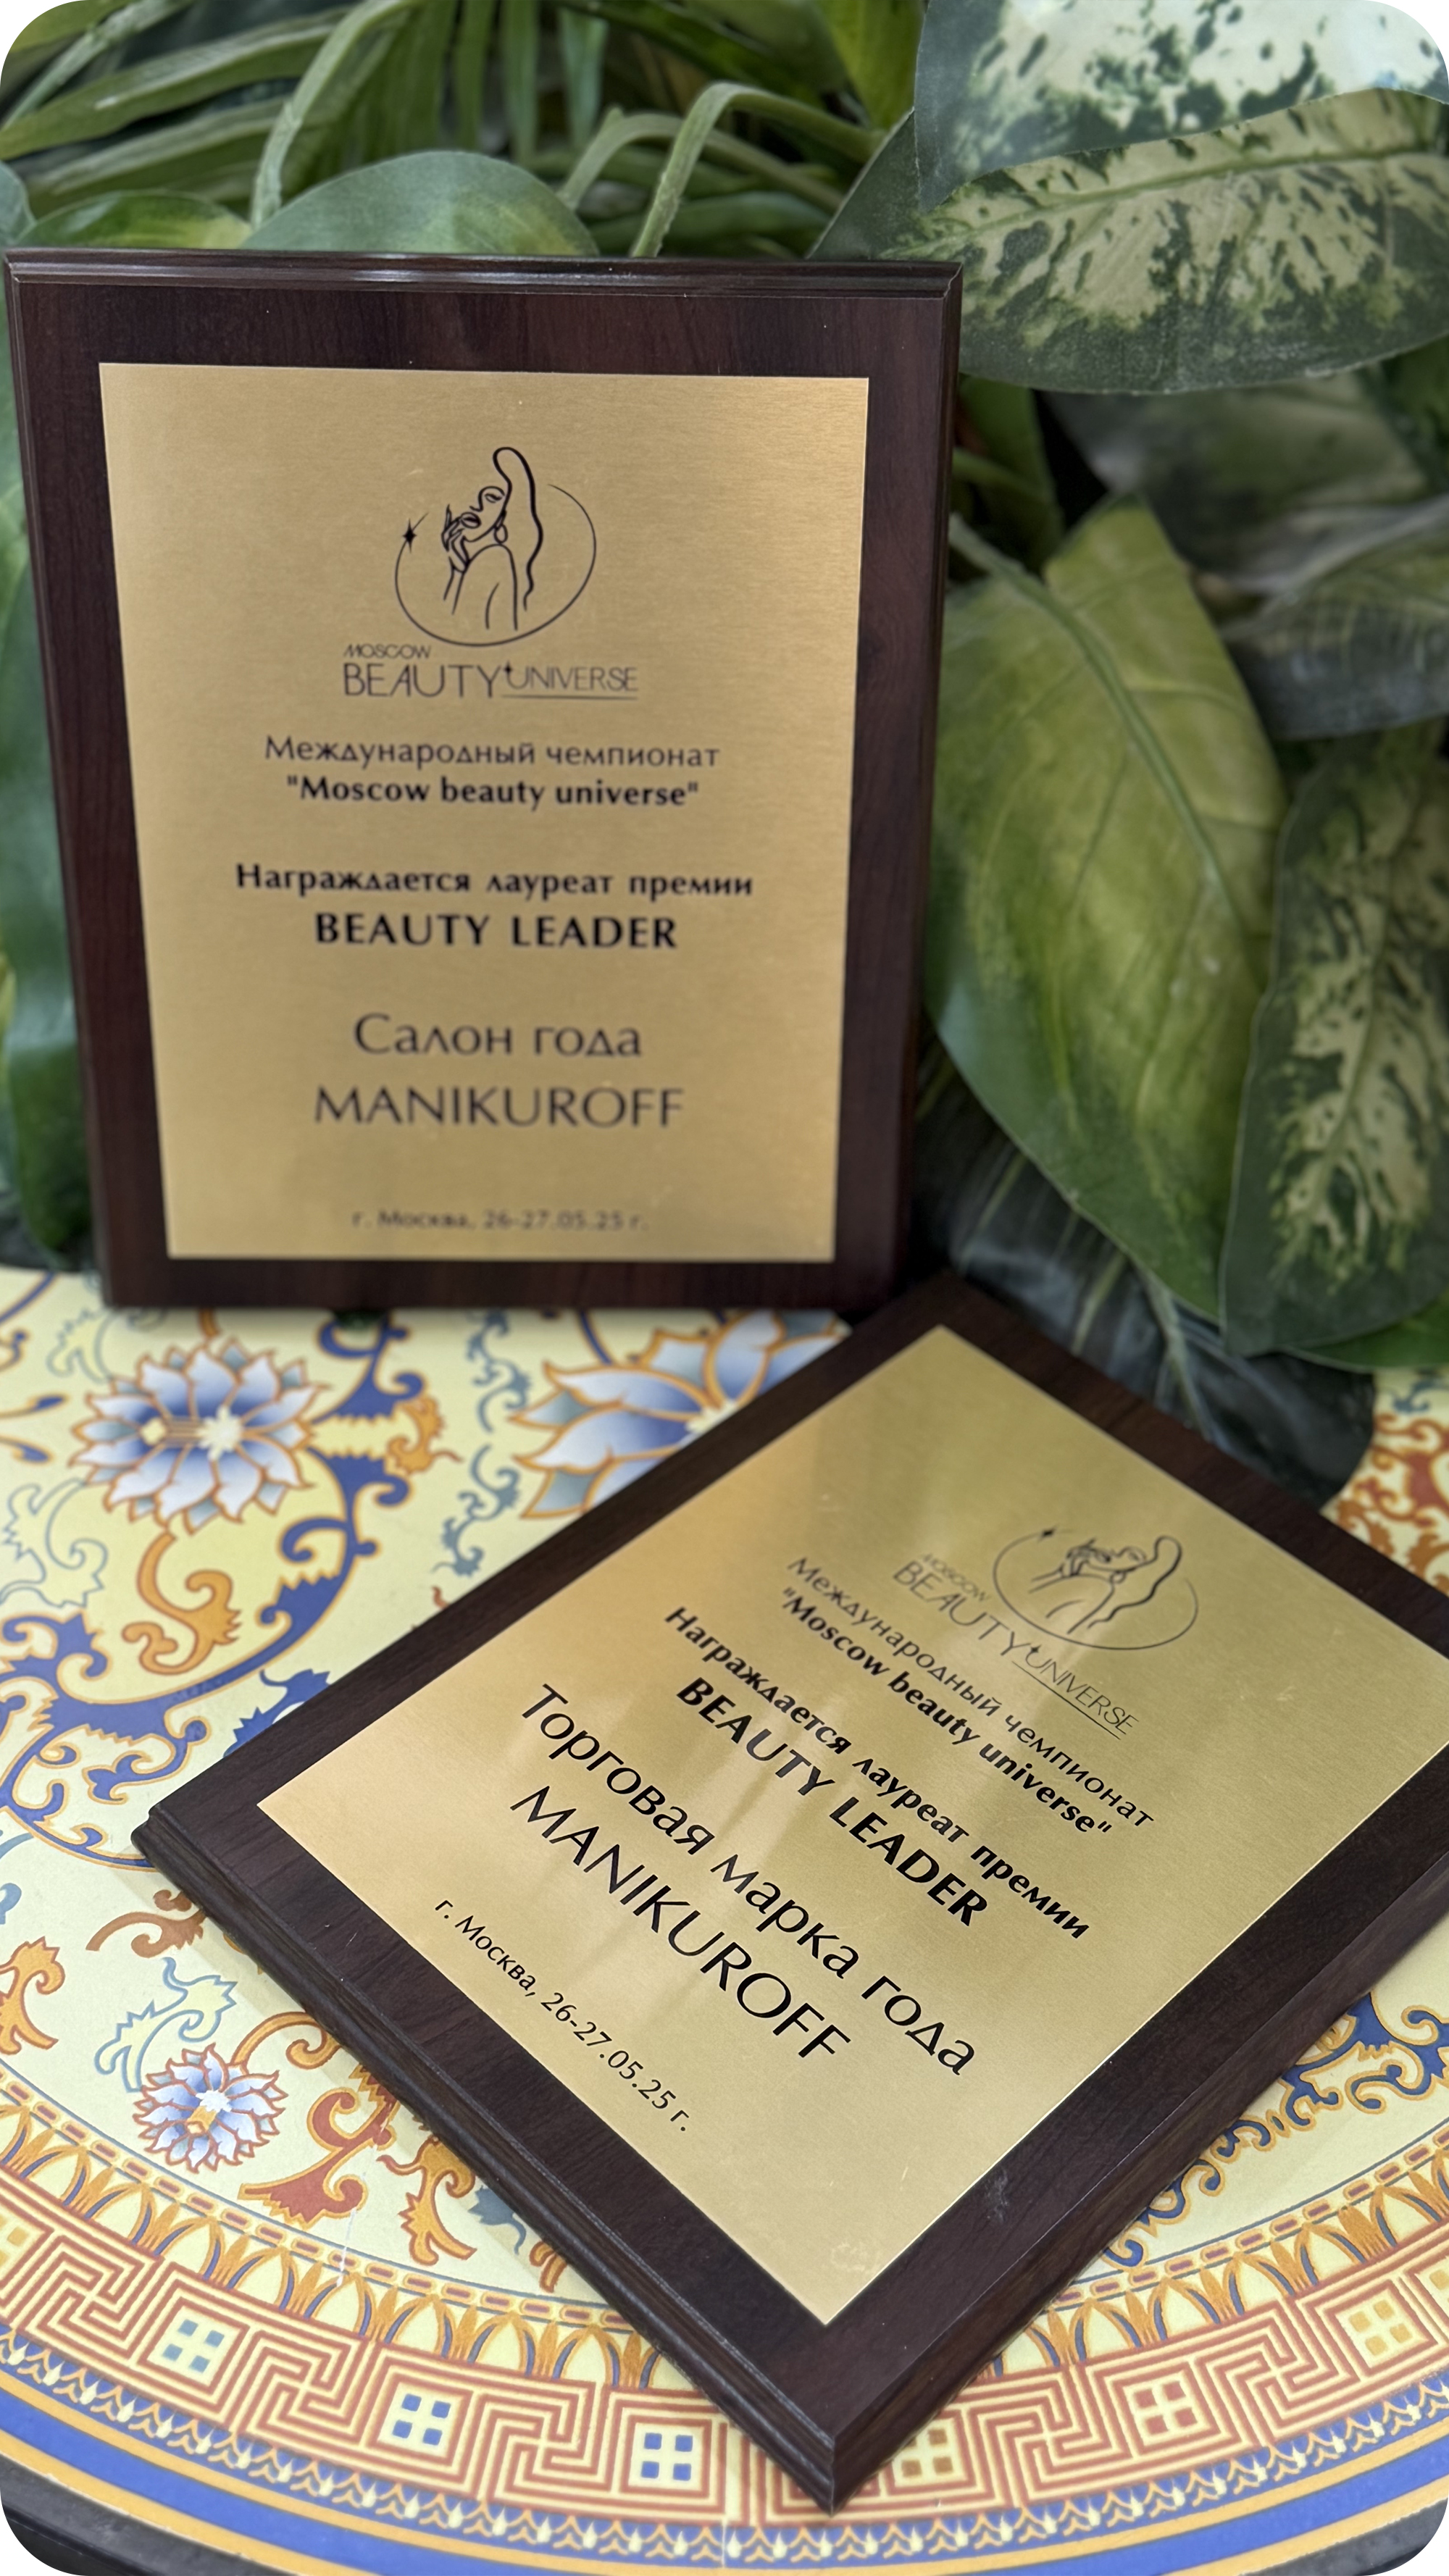 MOSCOW
BEAUTY UNIVERSE
Международный чемпионат
"Moscow beauty universe"
Награждается лауреат премии
BEAUTY LEADER
Салон года
MANIKUROFF
г. Москва, 26-27.05.25 г.
MOSCOW
BEAUTY UNIVERSE
Международный чемпионат
"Moscow beauty universe"
Награждается лауреат премии
BEAUTY LEADER
Торговая марка года
MANIKUROFF
г. Москва, 26-27.05.25 г.